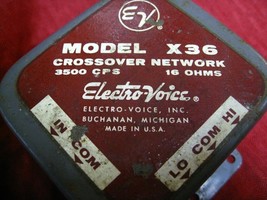 EV
MODEL X36
CROSSOVER NETWORK
3500 CPS 16 OHMS
Electro-Voice®
ELECTRO-VOICE, INC.
BUCHANAN, MICHIGAN
MADE IN U.S.A.
IN COM
LO COM HI